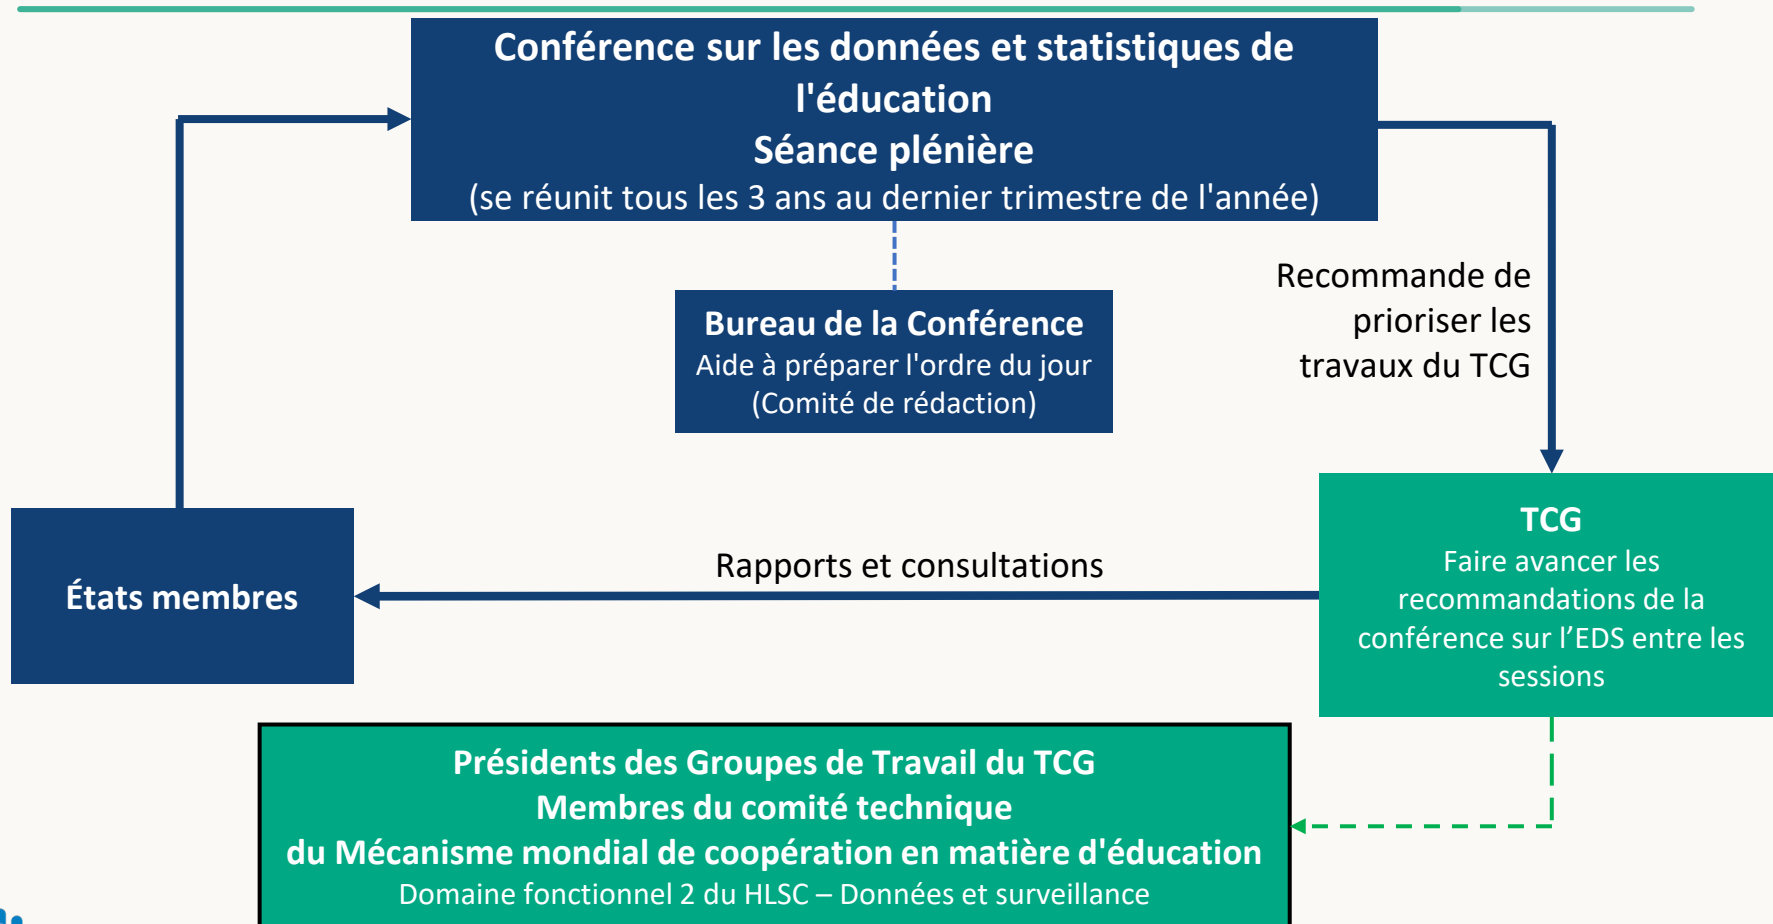 Conférence sur les données et statistiques de
l'éducation
Séance plénière
(se réunit tous les 3 ans au dernier trimestre de l'année)
Bureau de la Conférence
Aide à préparer l'ordre du jour
(Comité de rédaction)
Recommande de
prioriser les
travaux du TCG
TCG
Faire avancer les
recommandations de la
conférence sur l’EDS entre les
sessions
Rapports et consultations
États membres
Présidents des Groupes de Travail du TCG
Membres du comité technique
du Mécanisme mondial de coopération en matière d'éducation
Domaine fonctionnel 2 du HLSC – Données et surveillance